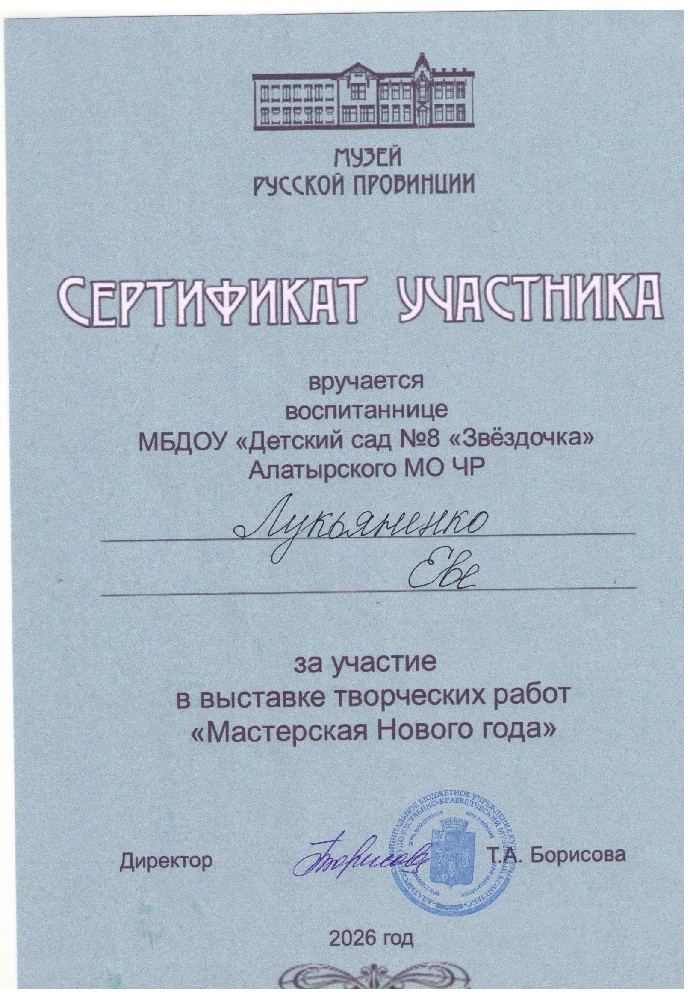 МУЗЕЙ
РУССКОЙ ПРОВИНЦИИ
СЕРТИФИКАТ УЧАСТНИКА
вручается
воспитаннице
МБДОУ «Детский сад №8 «Звёздочка»
Алатырского МО ЧР
Лукьяненко
Еве
за участие
в выставке творческих работ
«Мастерская Нового года»
Директор Борисова Т.А. Борисова
2026 год